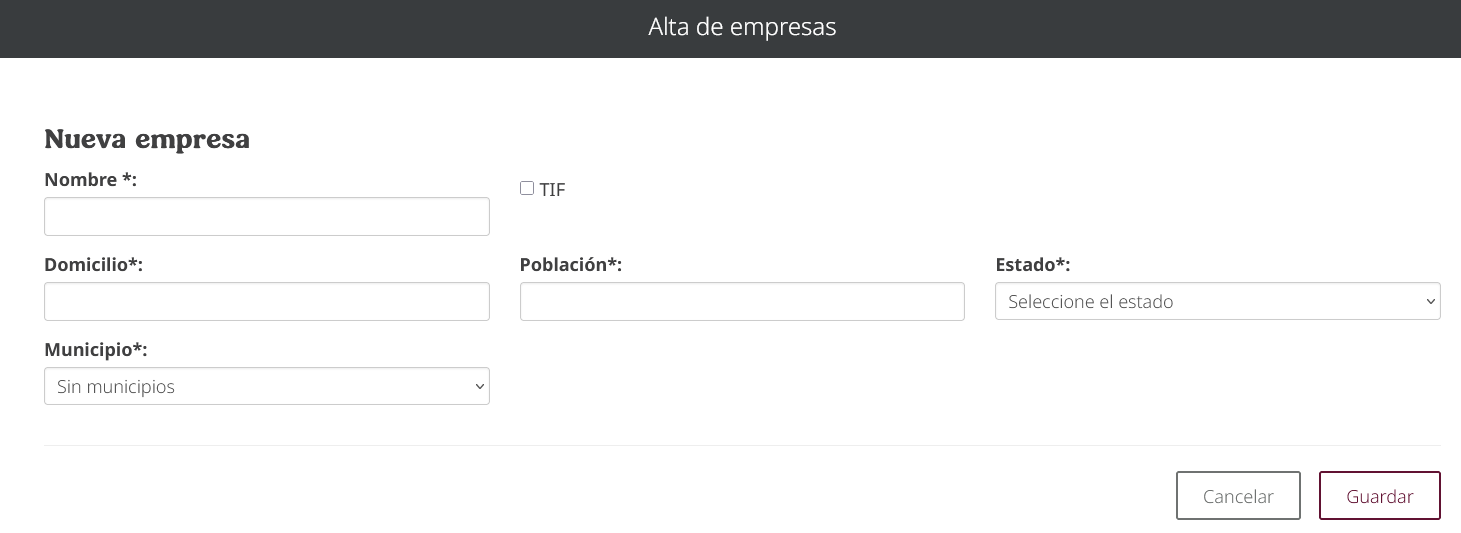 Alta de empresas
Nueva empresa
Nombre *:
TIF
Domicilio*:
Población*:
Estado*:
Seleccione el estado
Municipio*:
Sin municipios
Cancelar
Guardar